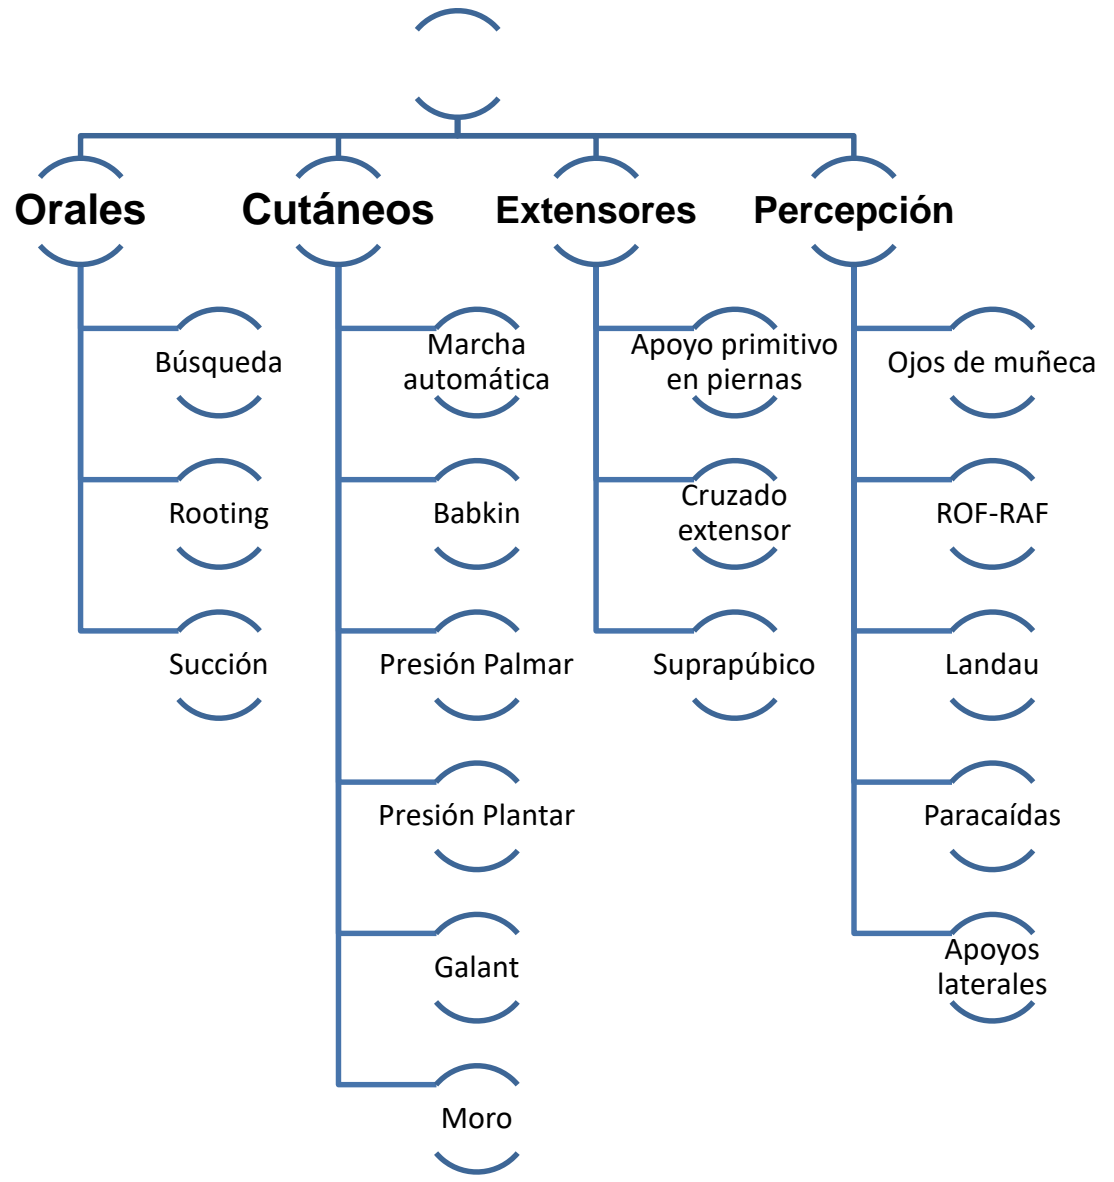 Orales
Cutáneos
Extensores
Percepción
Búsqueda
Rooting
Succión
Marcha
automática
Babkin
Presión Palmar
Presión Plantar
Galant
Moro
Apoyo primitivo
en piernas
Cruzado
extensor
Suprapúbico
Ojos de muñeca
ROF-RAF
Landau
Paracaídas
Apoyos
laterales